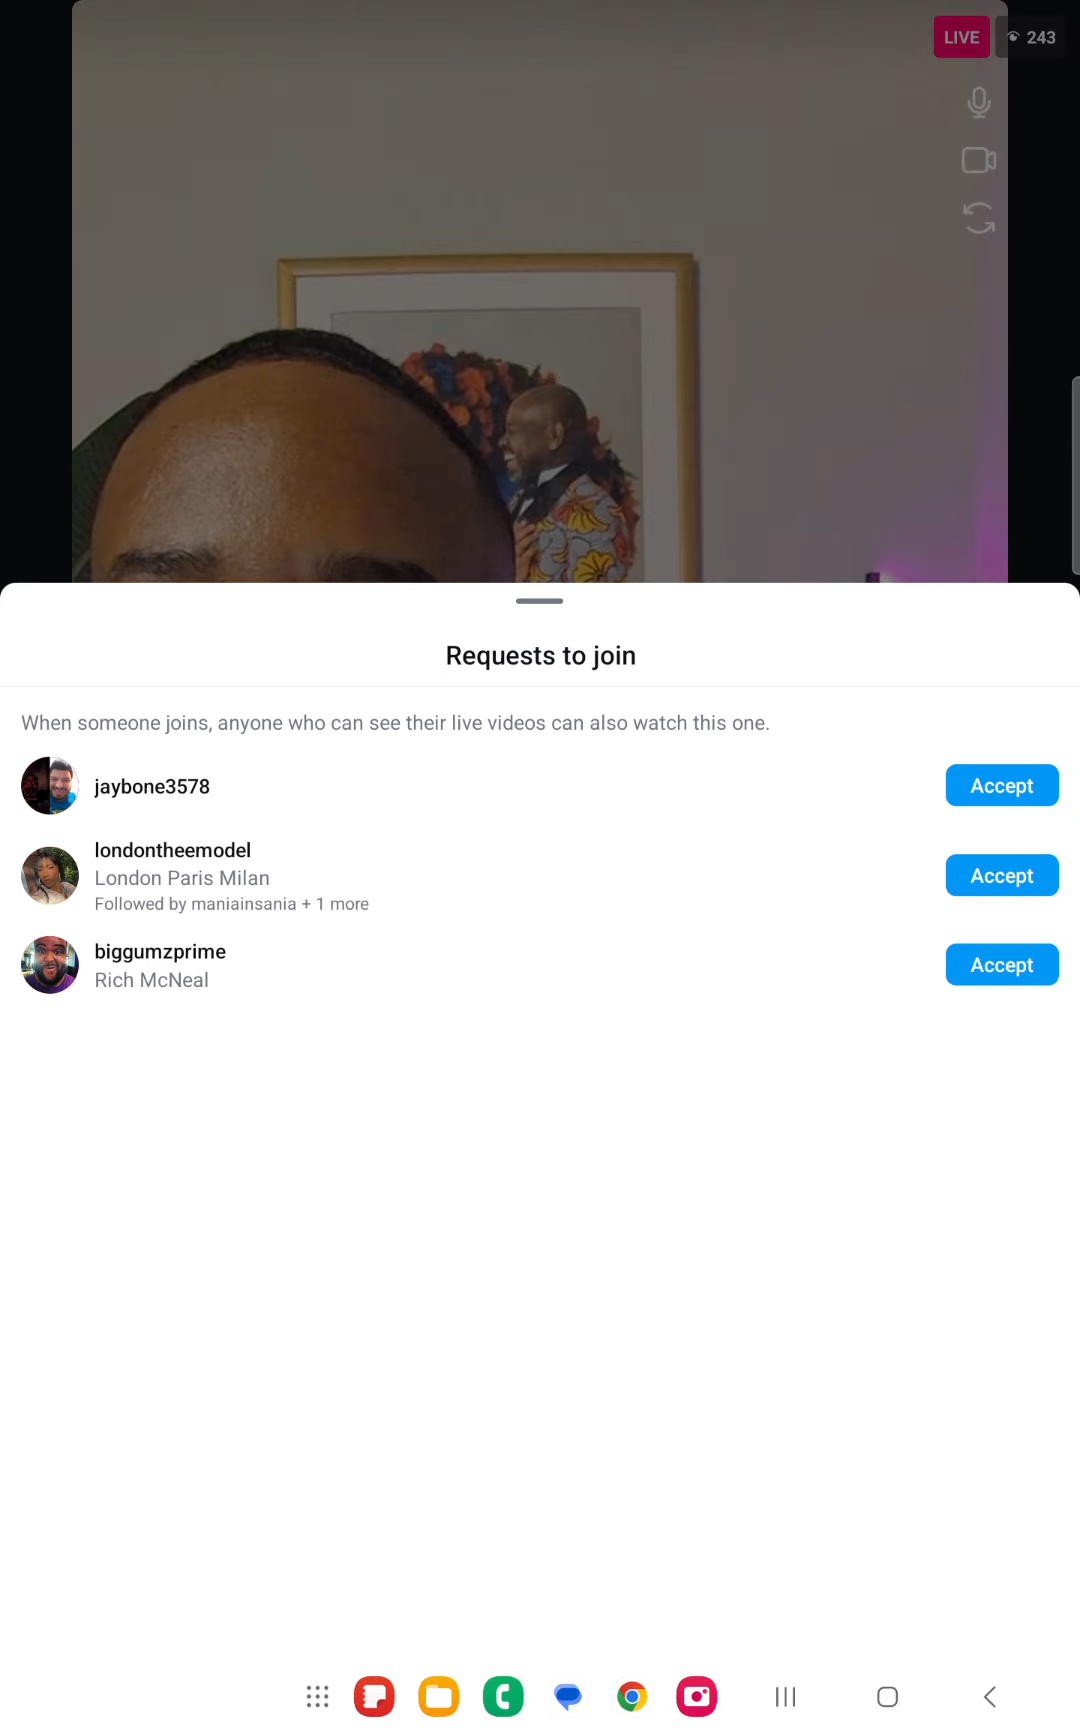 LIVE
243
Requests to join
When someone joins, anyone who can see their live videos can also watch this one.
jaybone3578
Accept
londontheemodel
London Paris Milan
Followed by maniainsania + 1 more
Accept
biggumzprime
Rich McNeal
Accept